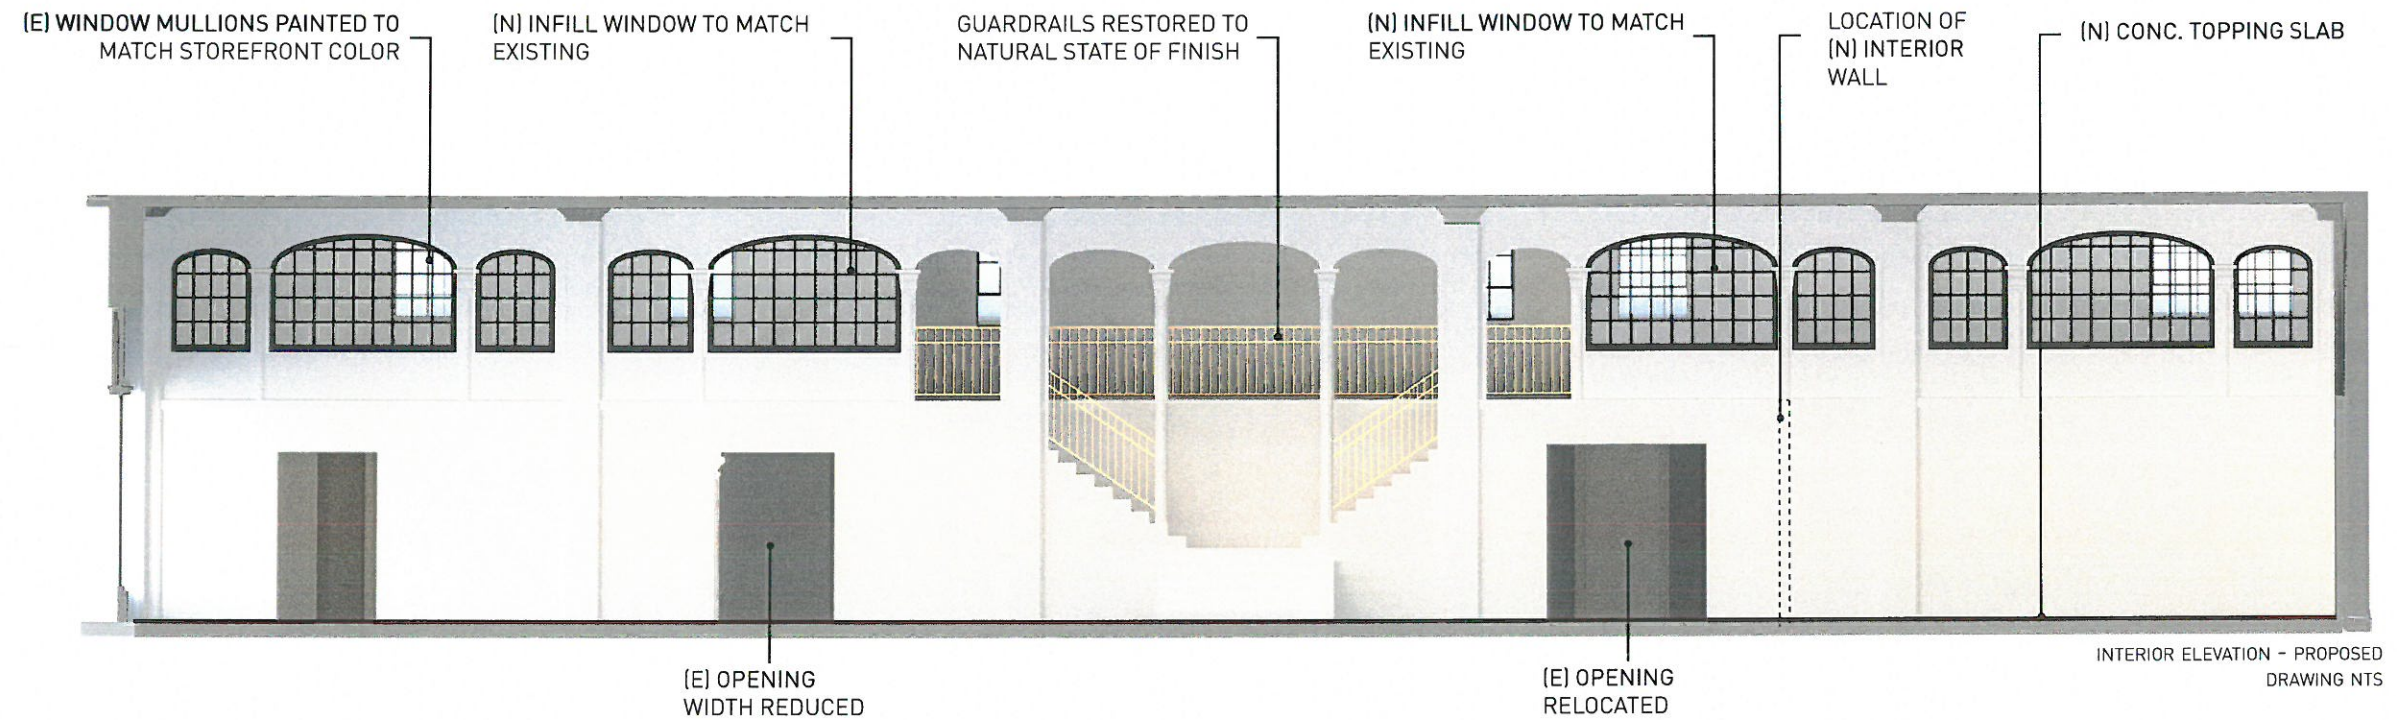 (E) WINDOW MULLIONS PAINTED TO
MATCH STOREFRONT COLOR
(N) INFILL WINDOW TO MATCH
EXISTING
GUARDRAILS RESTORED TO
NATURAL STATE OF FINISH
(N) INFILL WINDOW TO MATCH
EXISTING
LOCATION OF
(N) INTERIOR
WALL
(N) CONC. TOPPING SLAB
(E) OPENING
WIDTH REDUCED
(E) OPENING
RELOCATED
INTERIOR ELEVATION - PROPOSED
DRAWING NTS